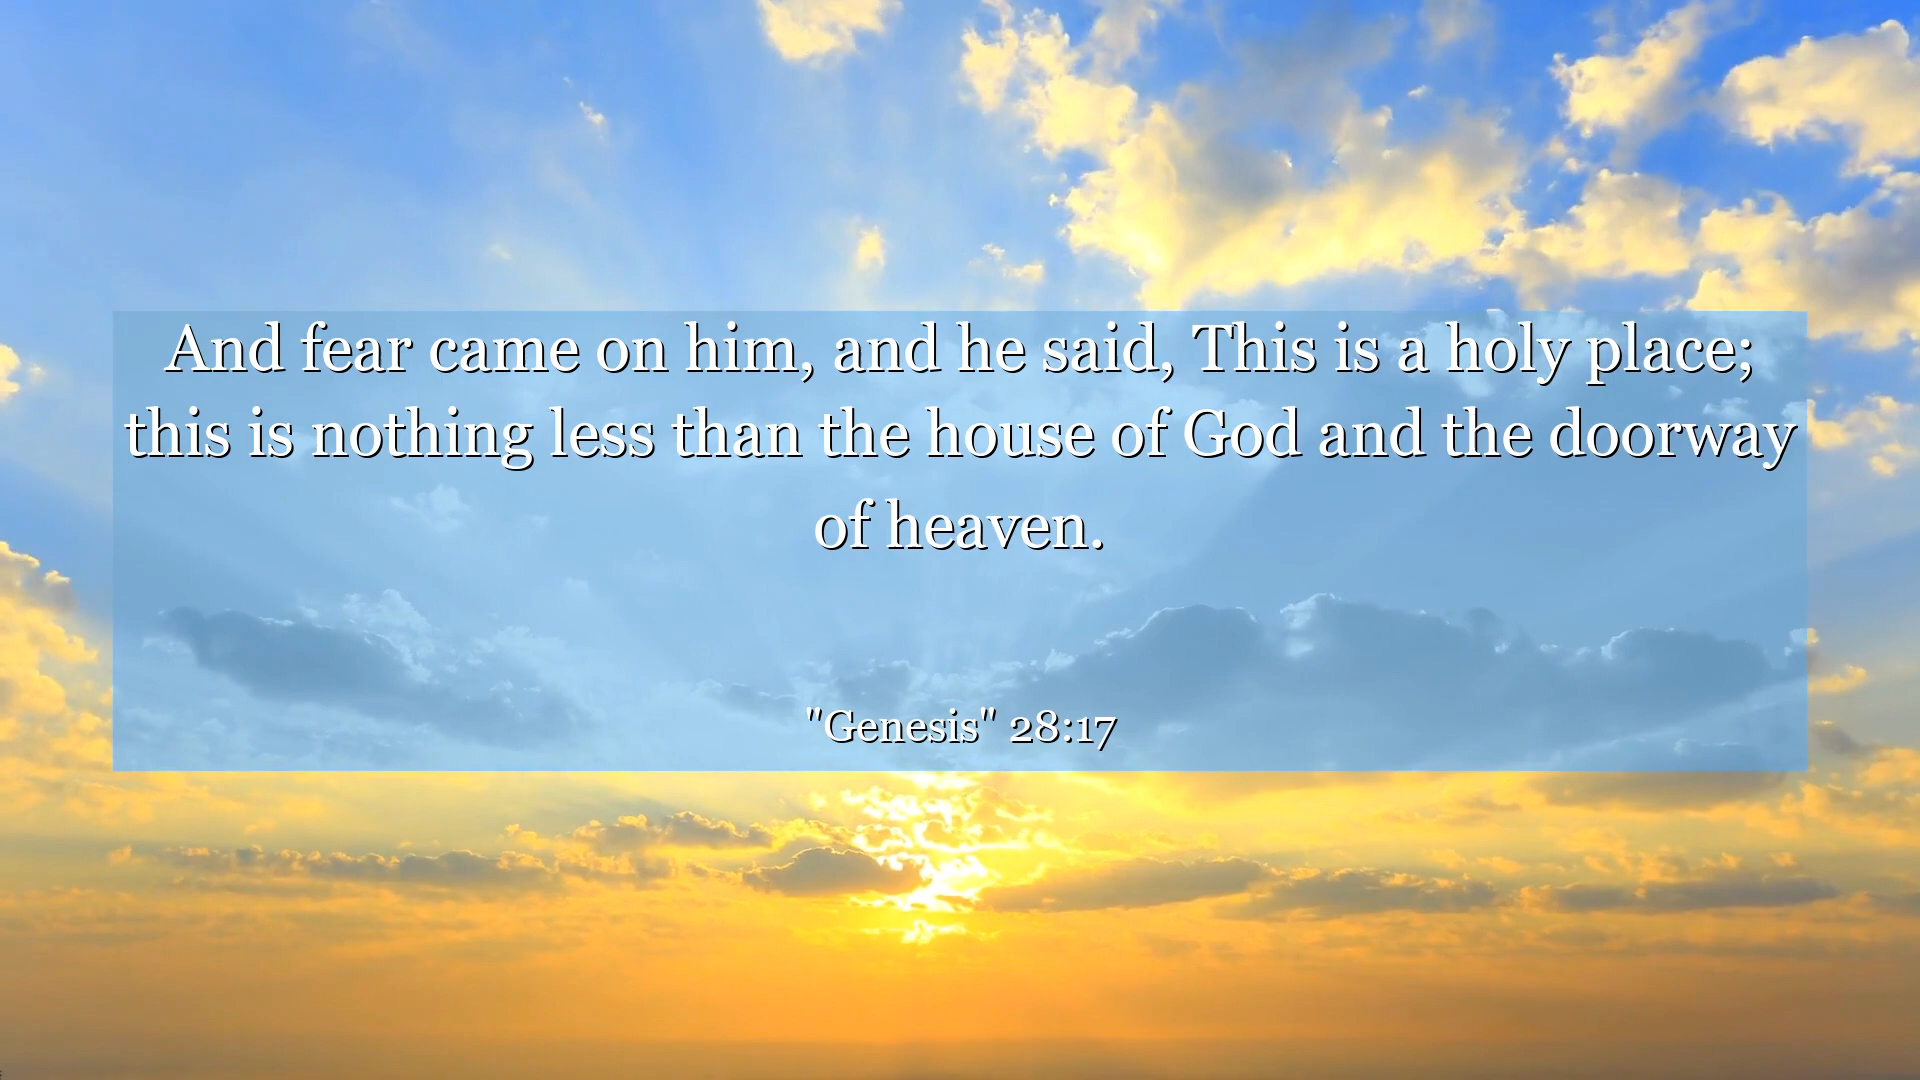 And fear came on him, and he said, This is a holy place;
this is nothing less than the house of God and the doorway
of heaven.
"Genesis" 28:17